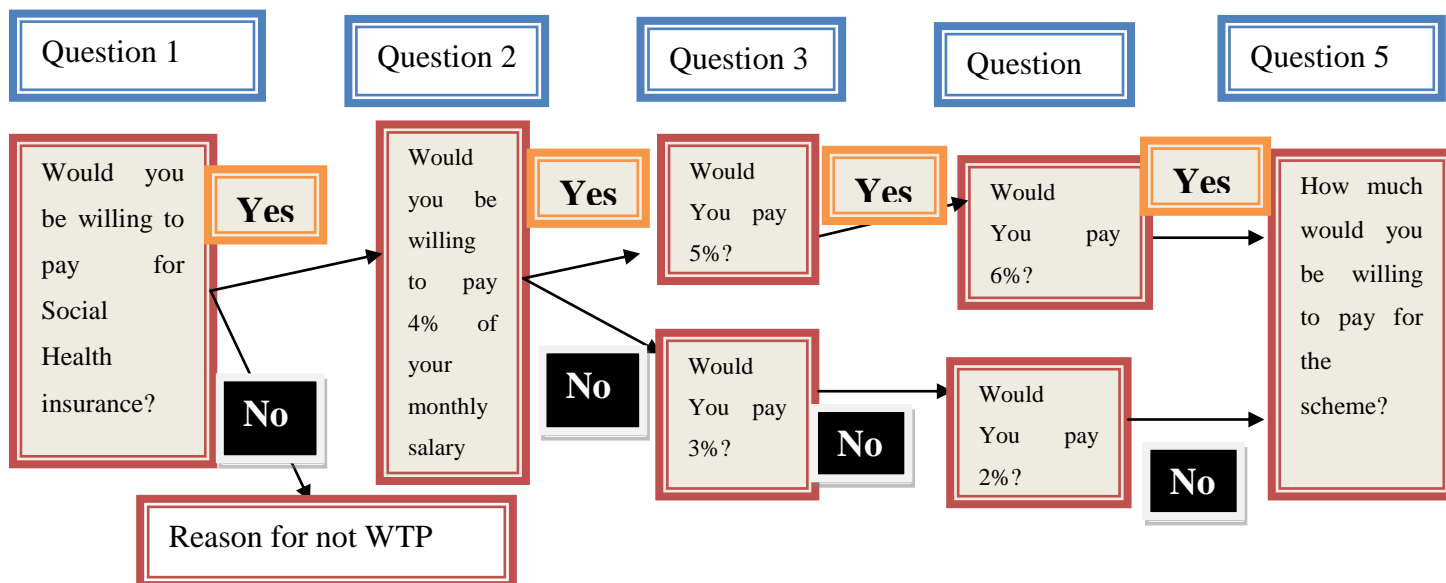 Question 1
Question 2
Question 3
Question
Question 5
Would you
be willing to
pay for
Social
Health
insurance?
Yes
No
Reason for not WTP
Would
you be
willing
to pay
4% of
your
monthly
salary
Yes
No
Would
You pay
5%?
Yes
Would
You pay
3%?
No
Would
You pay
6%?
Yes
Would
You pay
2%?
No
How much
would you
be willing
to pay for
the
scheme?